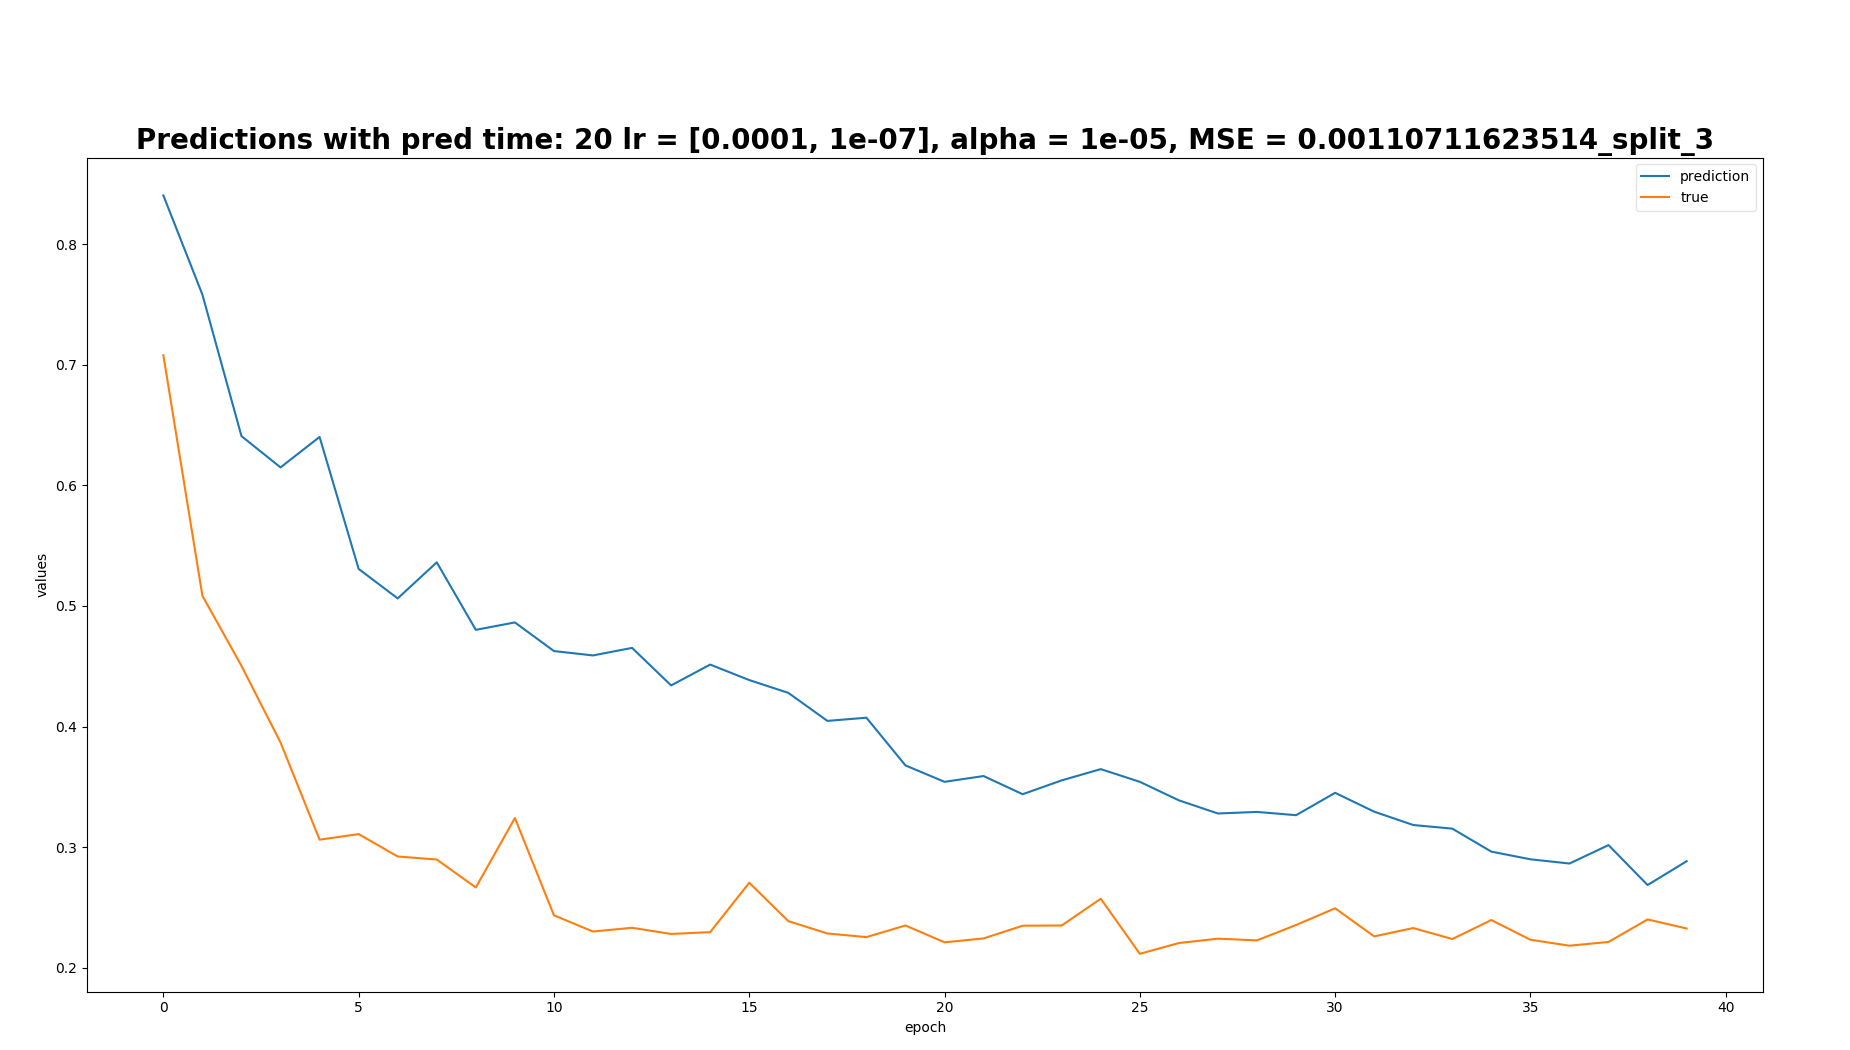 Predictions with pred time: 20 lr = [0.0001, 1e-07], alpha = 1e-05, MSE = 0.00110711623514_split_3
prediction
true
values
0.8
0.7
0.6
0.5
0.4
0.3
0.2
0 5 10 15 20 25 30 35 40
epoch